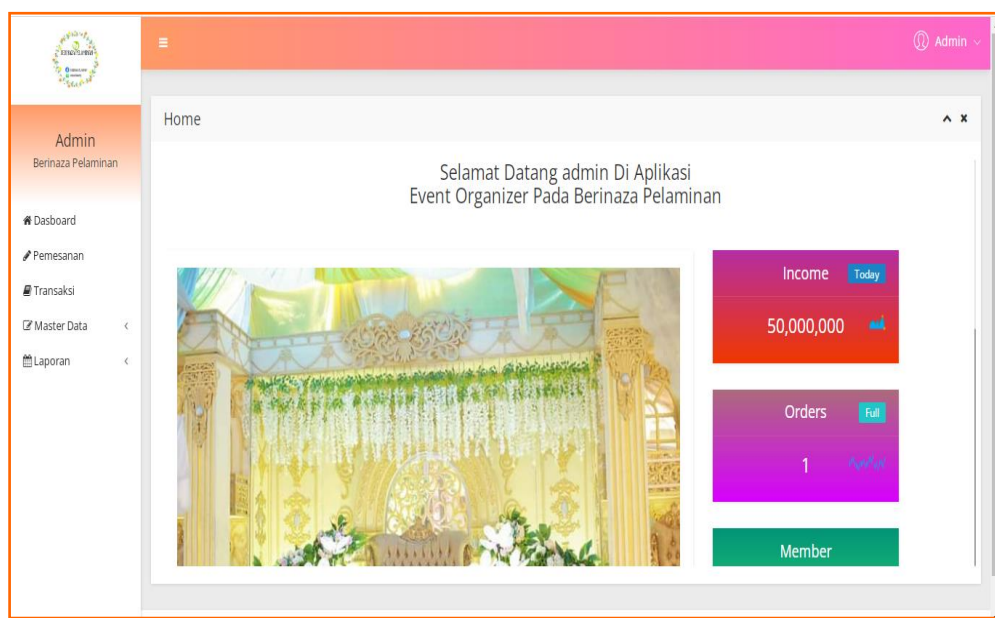 Admin
Home
Admin
Berinaza Pelaminan
Dasboard
Pemesanan
Transaksi
Master Data
Laporan
Selamat Datang admin Di Aplikasi
Event Organizer Pada Berinaza Pelaminan
Income Today
50,000,000
Orders Full
1
Member